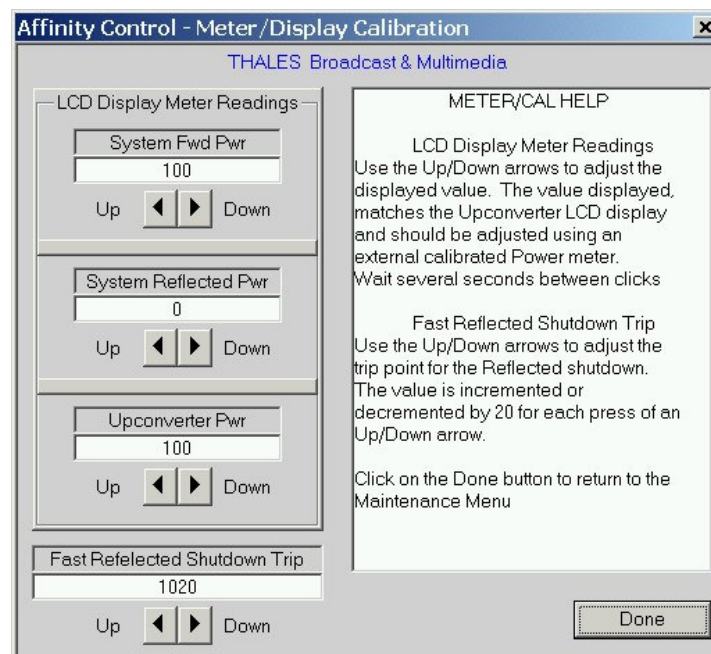 Affinity Control - Meter/Display Calibration
THALES Broadcast & Multimedia
LCD Display Meter Readings
System Fwd Pwr
100
Up Down
System Reflected Pwr
0
Up Down
Upconverter Pwr
100
Up Down
Fast Refelected Shutdown Trip
1020
Up Down
METER/CAL HELP
LCD Display Meter Readings
Use the Up/Down arrows to adjust the
displayed value. The value displayed,
matches the Upconverter LCD display
and should be adjusted using an
external calibrated Power meter.
Wait several seconds between clicks
Fast Reflected Shutdown Trip
Use the Up/Down arrows to adjust the
trip point for the Reflected shutdown.
The value is incremented or
decremented by 20 for each press of an
Up/Down arrow.
Click on the Done button to return to the
Maintenance Menu
Done